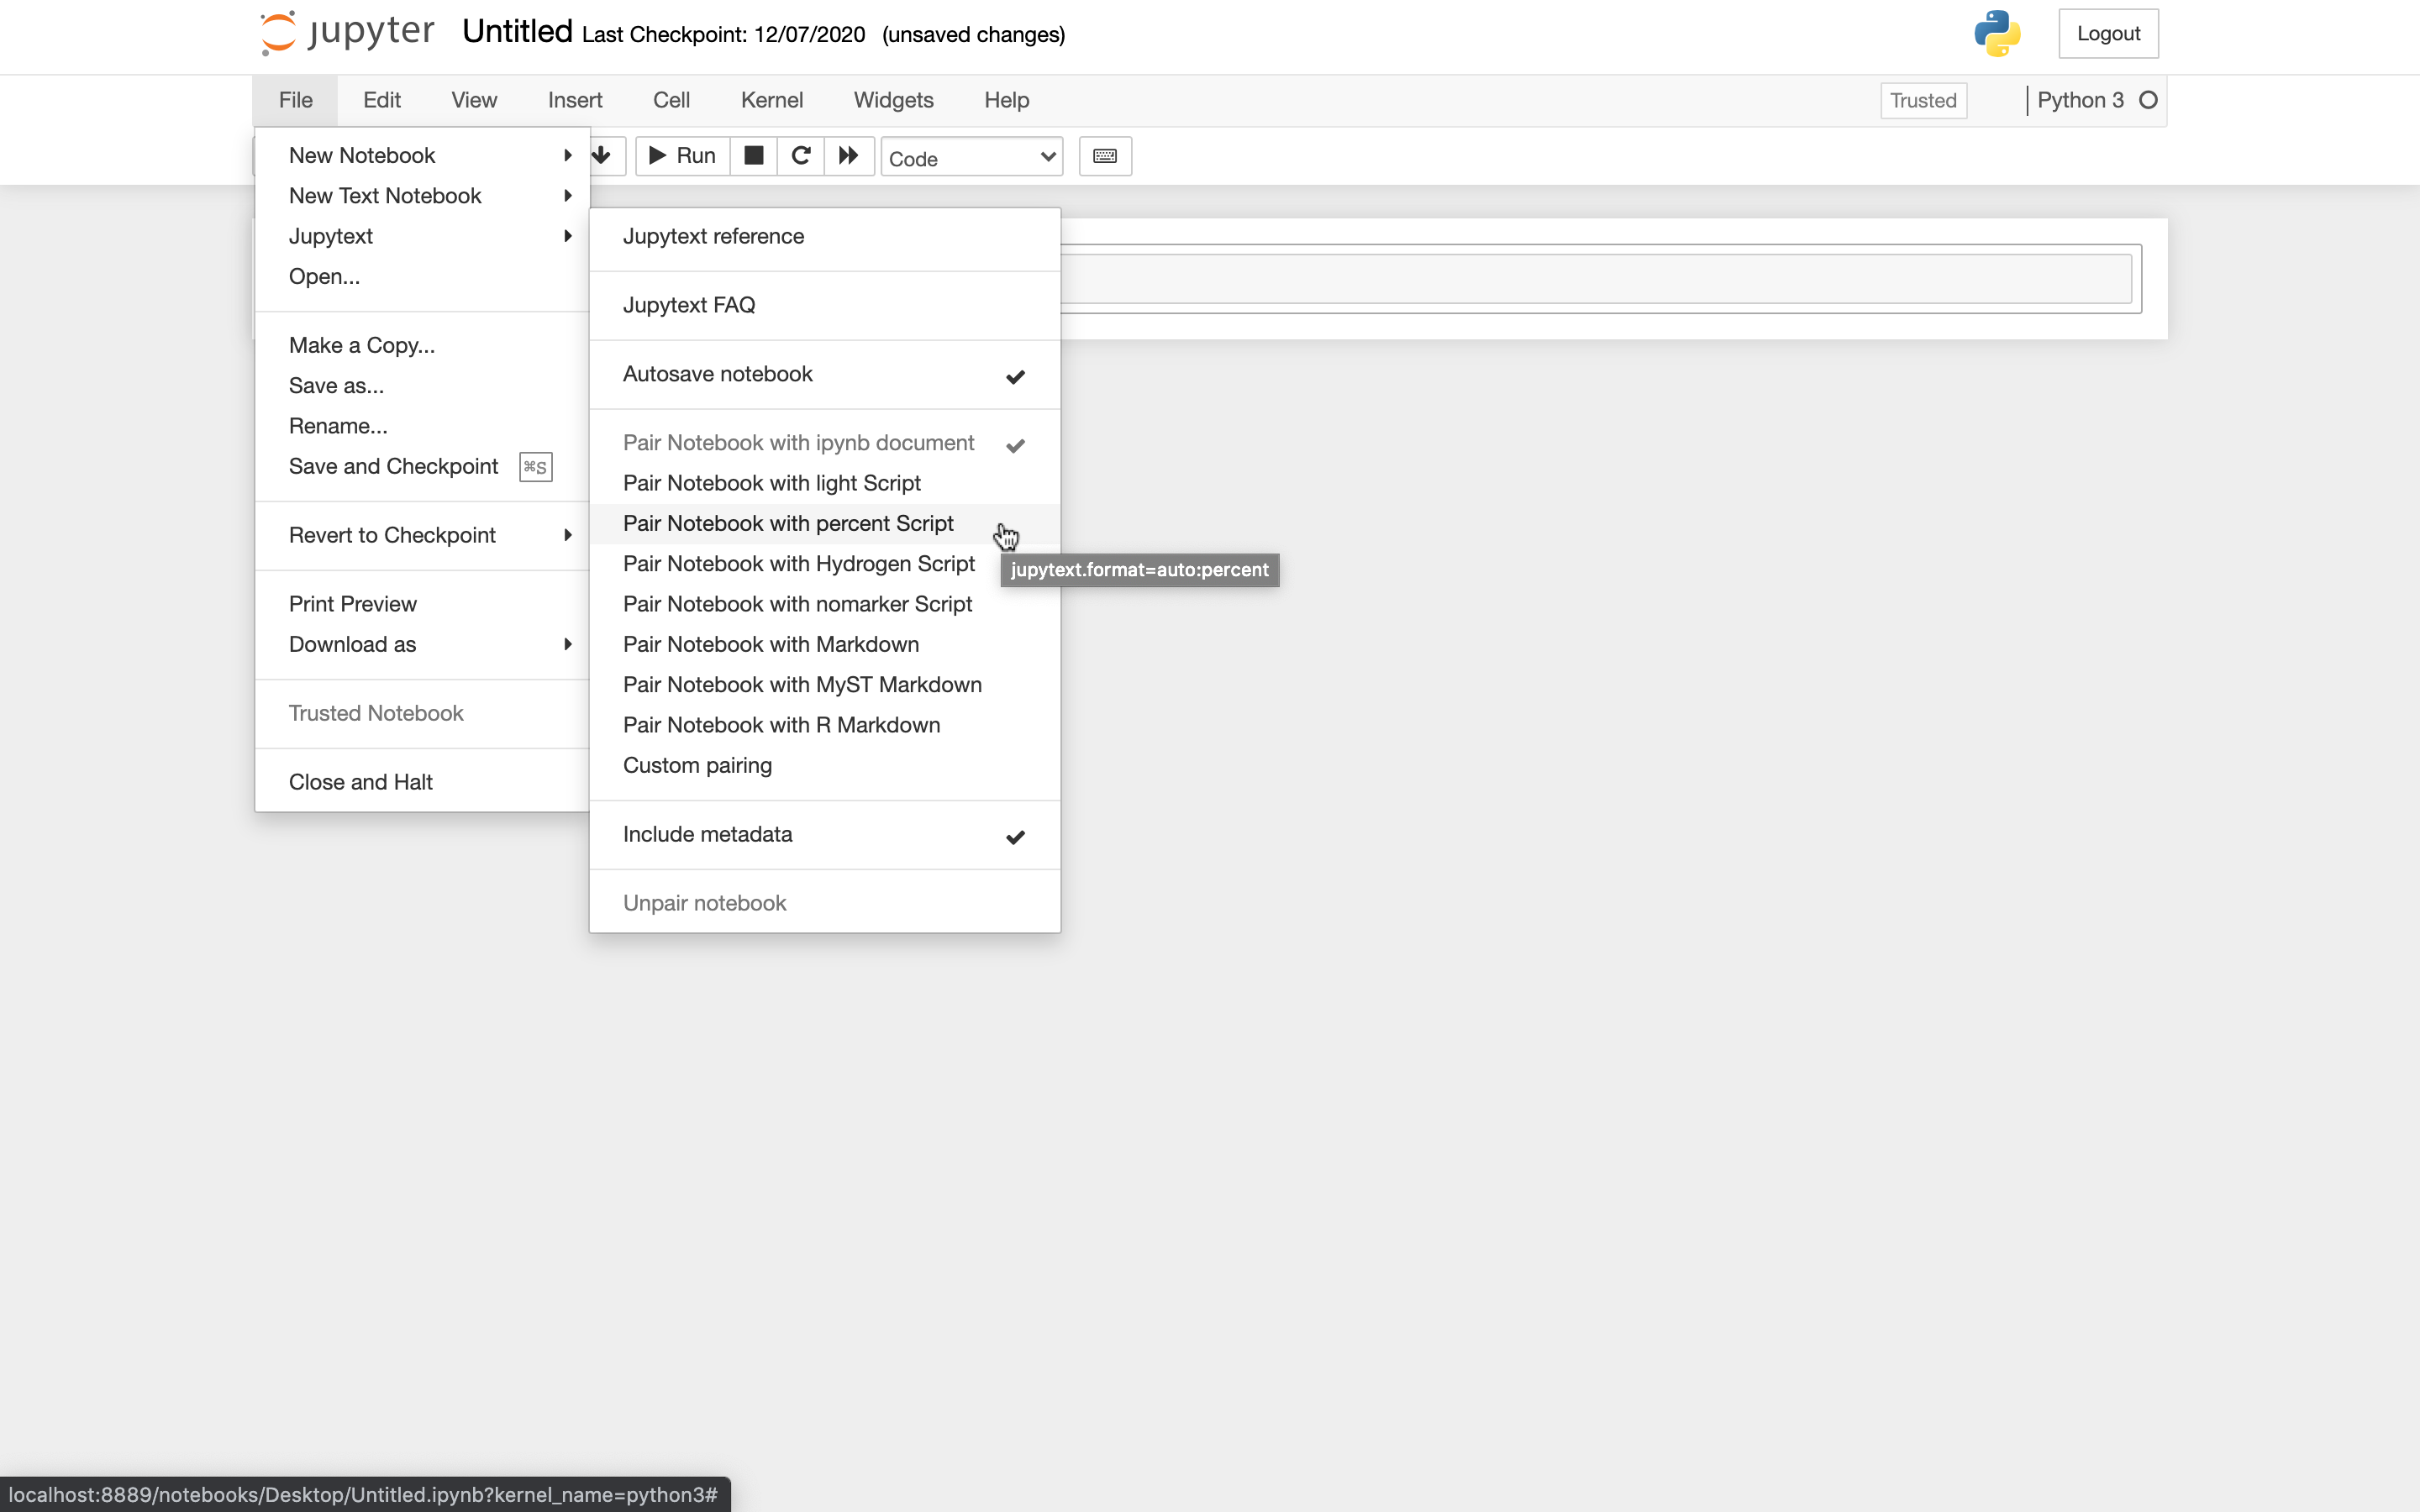 jupyter Untitled Last Checkpoint: 12/07/2020 (unsaved changes)
Logout
File Edit View Insert Cell Kernel Widgets Help
Trusted
Python 3
Run
Code
New Notebook
New Text Notebook
Jupytext
Open...
Make a Copy...
Save as...
Rename...
Save and Checkpoint ⌘S
Revert to Checkpoint
Print Preview
Download as
Trusted Notebook
Close and Halt
Jupytext reference
Jupytext FAQ
Autosave notebook
Pair Notebook with ipynb document
Pair Notebook with light Script
Pair Notebook with percent Script
jupytext.format=auto:percent
Pair Notebook with Hydrogen Script
Pair Notebook with nomarker Script
Pair Notebook with Markdown
Pair Notebook with MyST Markdown
Pair Notebook with R Markdown
Custom pairing
Include metadata
Unpair notebook
localhost:8889/notebooks/Desktop/Untitled.ipynb?kernel_name=python3#